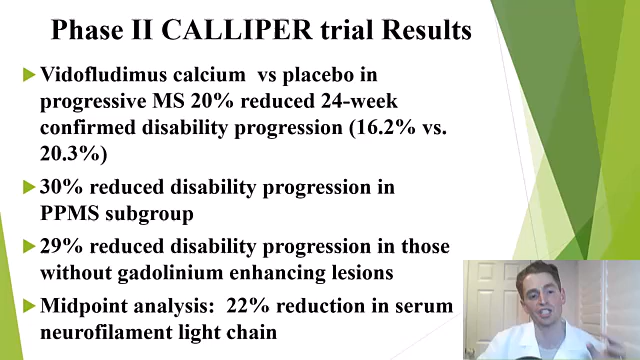 Phase II CALLIPER trial Results
Vidofludimus calcium vs placebo in
progressive MS 20% reduced 24-week
confirmed disability progression (16.2% vs.
20.3%)
30% reduced disability progression in
PPMS subgroup
29% reduced disability progression in those
without gadolinium enhancing lesions
Midpoint analysis: 22% reduction in serum
neurofilament light chain